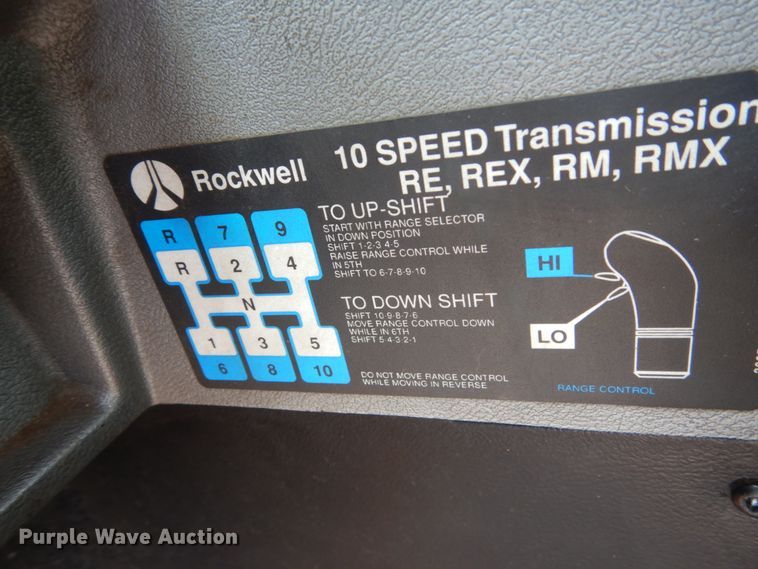 Rockwell
10 SPEED Transmission
RE, REX, RM, RMX
R 7 9
R 2 4
N
1 3 5
6 8 10
TO UP-SHIFT
START WITH RANGE SELECTOR
IN DOWN POSITION
SHIFT 1-2-3 4-5
RAISE RANGE CONTROL WHILE
IN 5TH
SHIFT TO 6-7-8-9-10
TO DOWN SHIFT
SHIFT 10-9-8-7-6
MOVE RANGE CONTROL DOWN
WHILE IN 6TH
SHIFT 5-4-3-2-1
DO NOT MOVE RANGE CONTROL
WHILE MOVING IN REVERSE
HI
LO
RANGE CONTROL
Purple Wave Auction